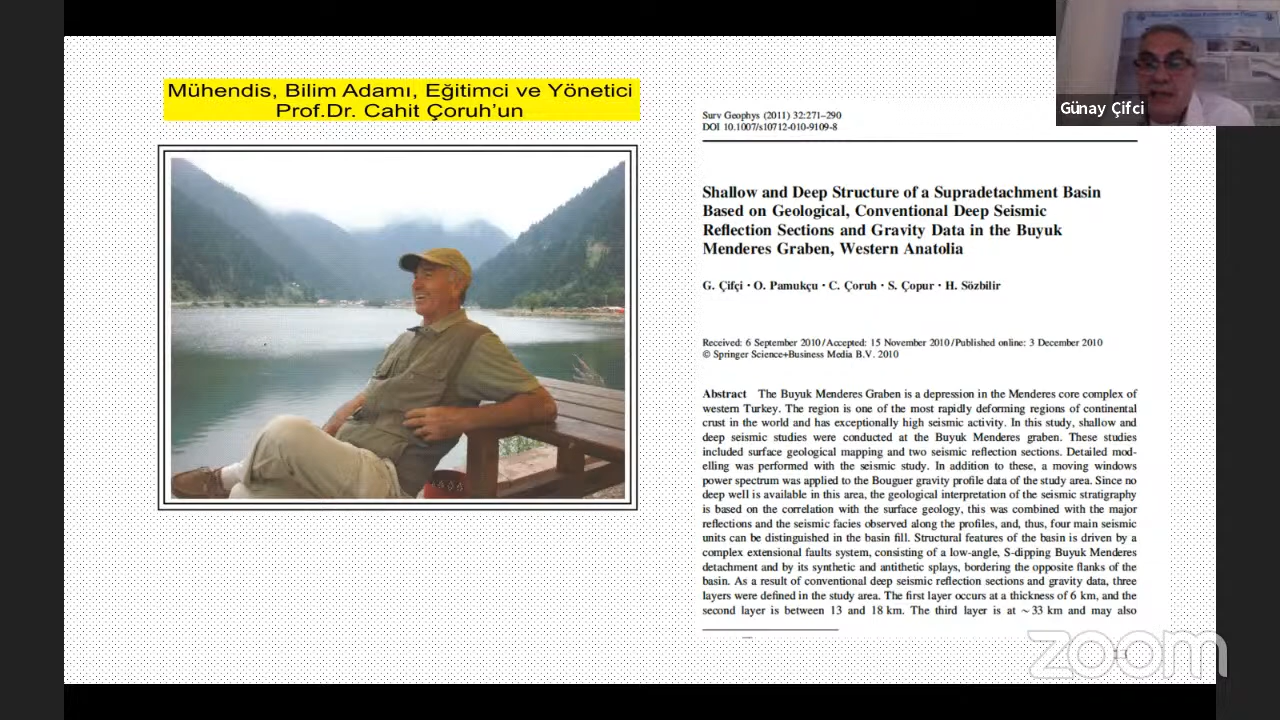 Mühendis, Bilim Adamı, Eğitimci ve Yönetici
Prof.Dr. Cahit Çoruh’un
Günay Çifci
Surv Geophys (2011) 32:271–290
DOI 10.1007/s10712-010-9109-8
Shallow and Deep Structure of a Supradetachment Basin
Based on Geological, Conventional Deep Seismic
Reflection Sections and Gravity Data in the Buyuk
Menderes Graben, Western Anatolia
G. Çifçi · O. Pamukçu · C. Çoruh · S. Çopur · H. Sözbilir
Received: 6 September 2010 / Accepted: 15 November 2010 / Published online: 3 December 2010
© Springer Science+Business Media B.V. 2010
Abstract The Buyuk Menderes Graben is a depression in the Menderes core complex of
western Turkey. The region is one of the most rapidly deforming regions of continental
crust in the world and has exceptionally high seismic activity. In this study, shallow and
deep seismic studies were conducted at the Buyuk Menderes graben. These studies
included surface geological mapping and two seismic reflection sections. Detailed mod-
elling was performed with the seismic study. In addition to these, a moving windows
power spectrum was applied to the Bouguer gravity profile data of the study area. Since no
deep well is available in this area, the geological interpretation of the seismic stratigraphy
is based on the correlation with the surface geology, this was combined with the major
reflections and the seismic facies observed along the profiles, and, thus, four main seismic
units can be distinguished in the basin fill. Structural features of the basin is driven by a
complex extensional faults system, consisting of a low-angle, S-dipping Buyuk Menderes
detachment and by its synthetic and antithetic splays, bordering the opposite flanks of the
basin. As a result of conventional deep seismic reflection sections and gravity data, three
layers were defined in the study area. The first layer occurs at a thickness of 6 km, and the
second layer is between 13 and 18 km. The third layer is at ~33 km and may also
zoom